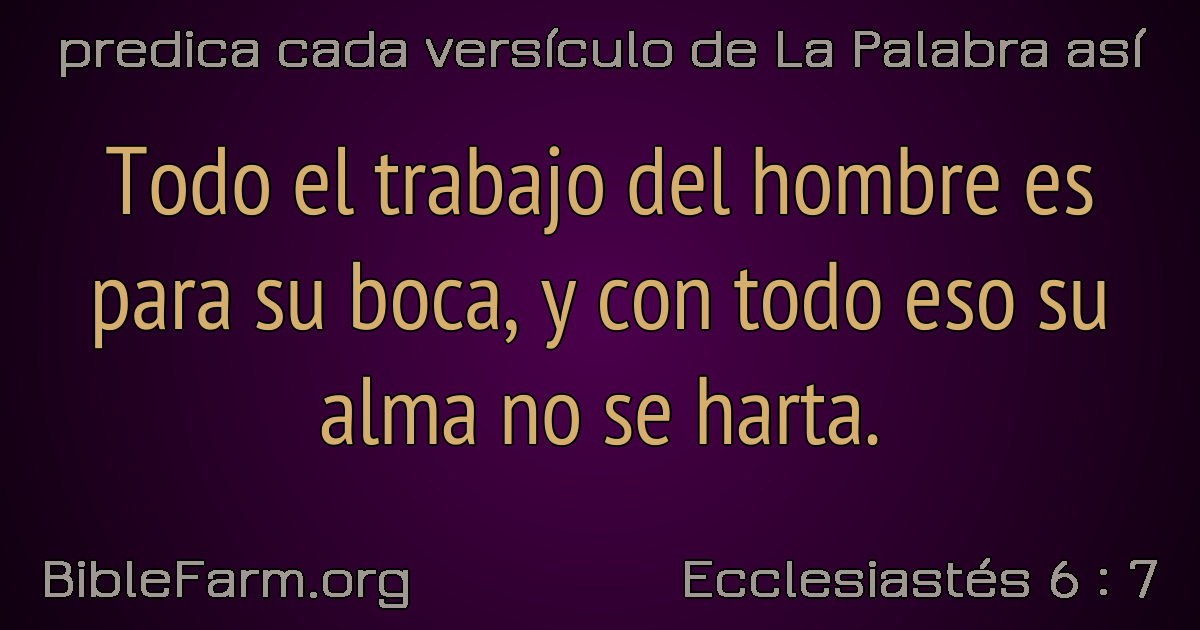 predica cada versículo de La Palabra así
Todo el trabajo del hombre es
para su boca, y con todo eso su
alma no se harta.
BibleFarm.org
Ecclesiastés 6 : 7